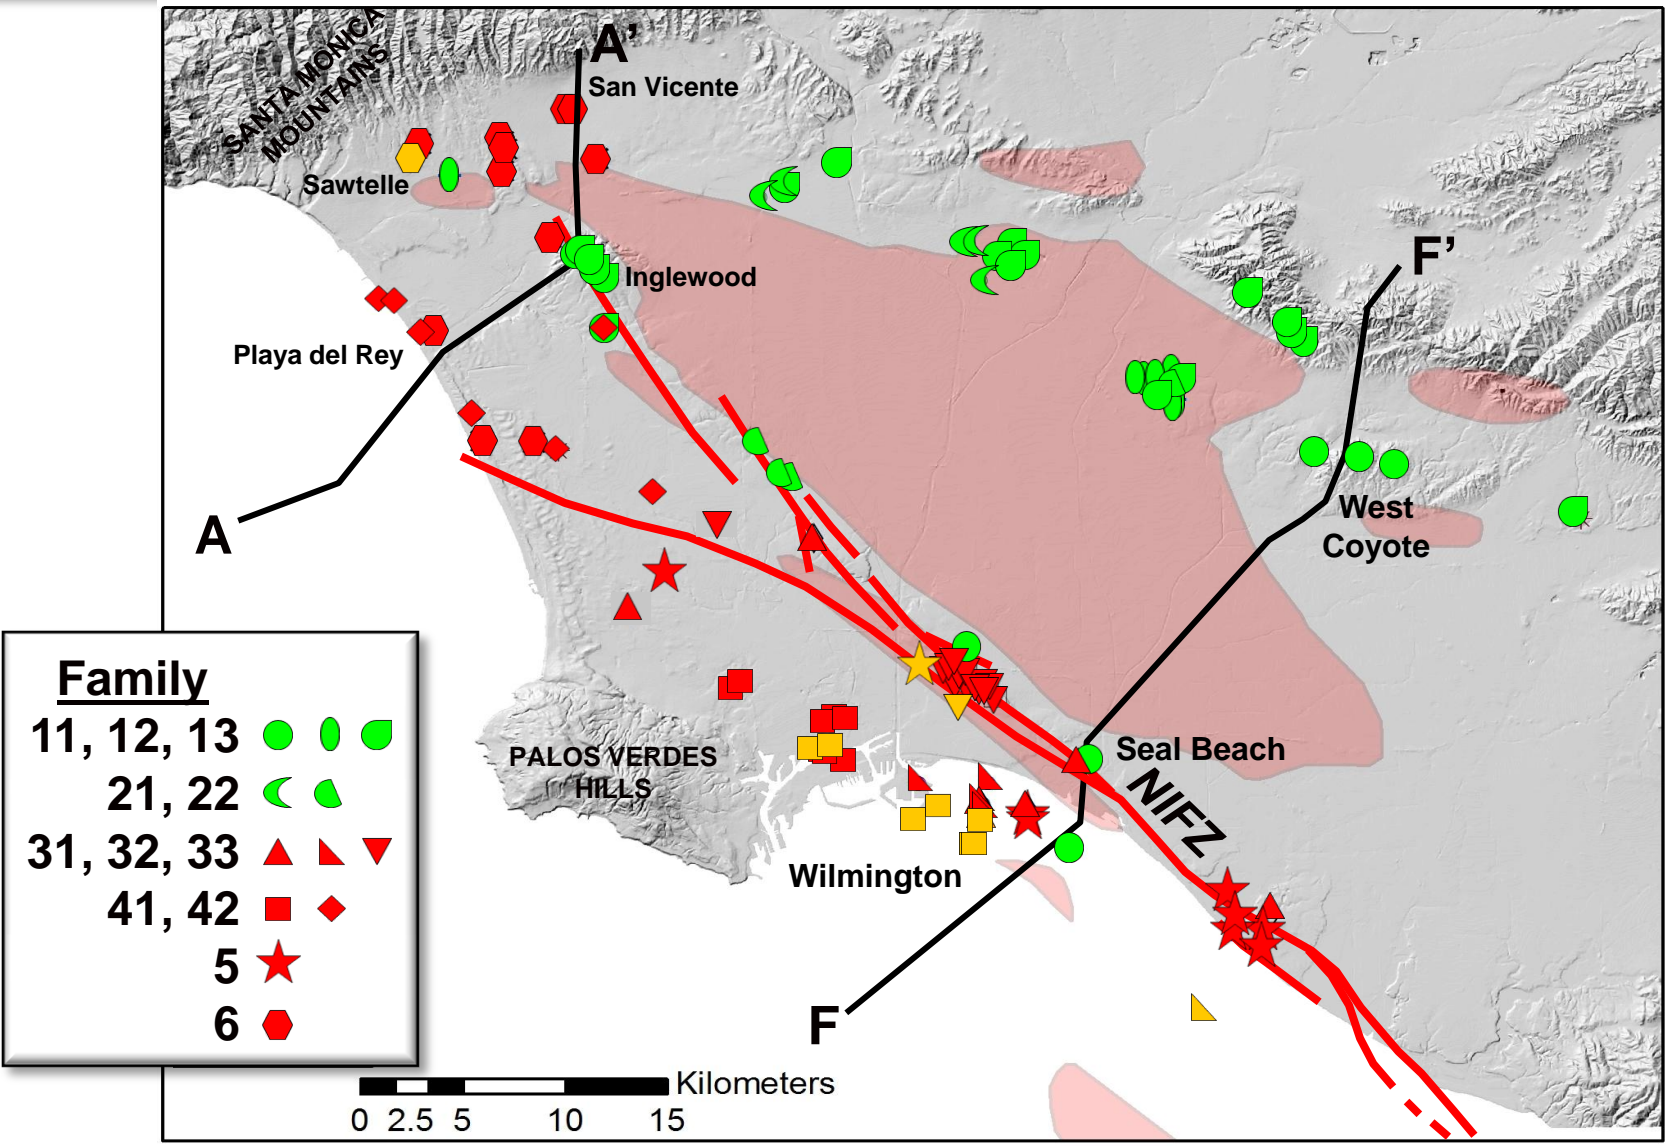 SANTA MONICA
MOUNTAINS
A’
San Vicente
Sawtelle
Inglewood
F’
Playa del Rey
A
West
Coyote
Family
11, 12, 13
21, 22
31, 32, 33
41, 42
5
6
PALOS VERDES
HILLS
Seal Beach
NIFZ
Wilmington
F
Kilometers
0 2.5 5 10 15